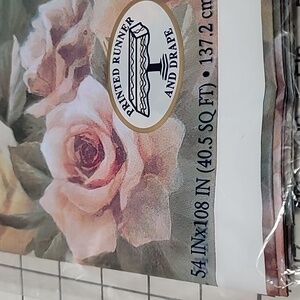 PRINTED RUNNER
AND DRAPE
54 INx108 IN (40.5 SQ FT) • 137.2 cm